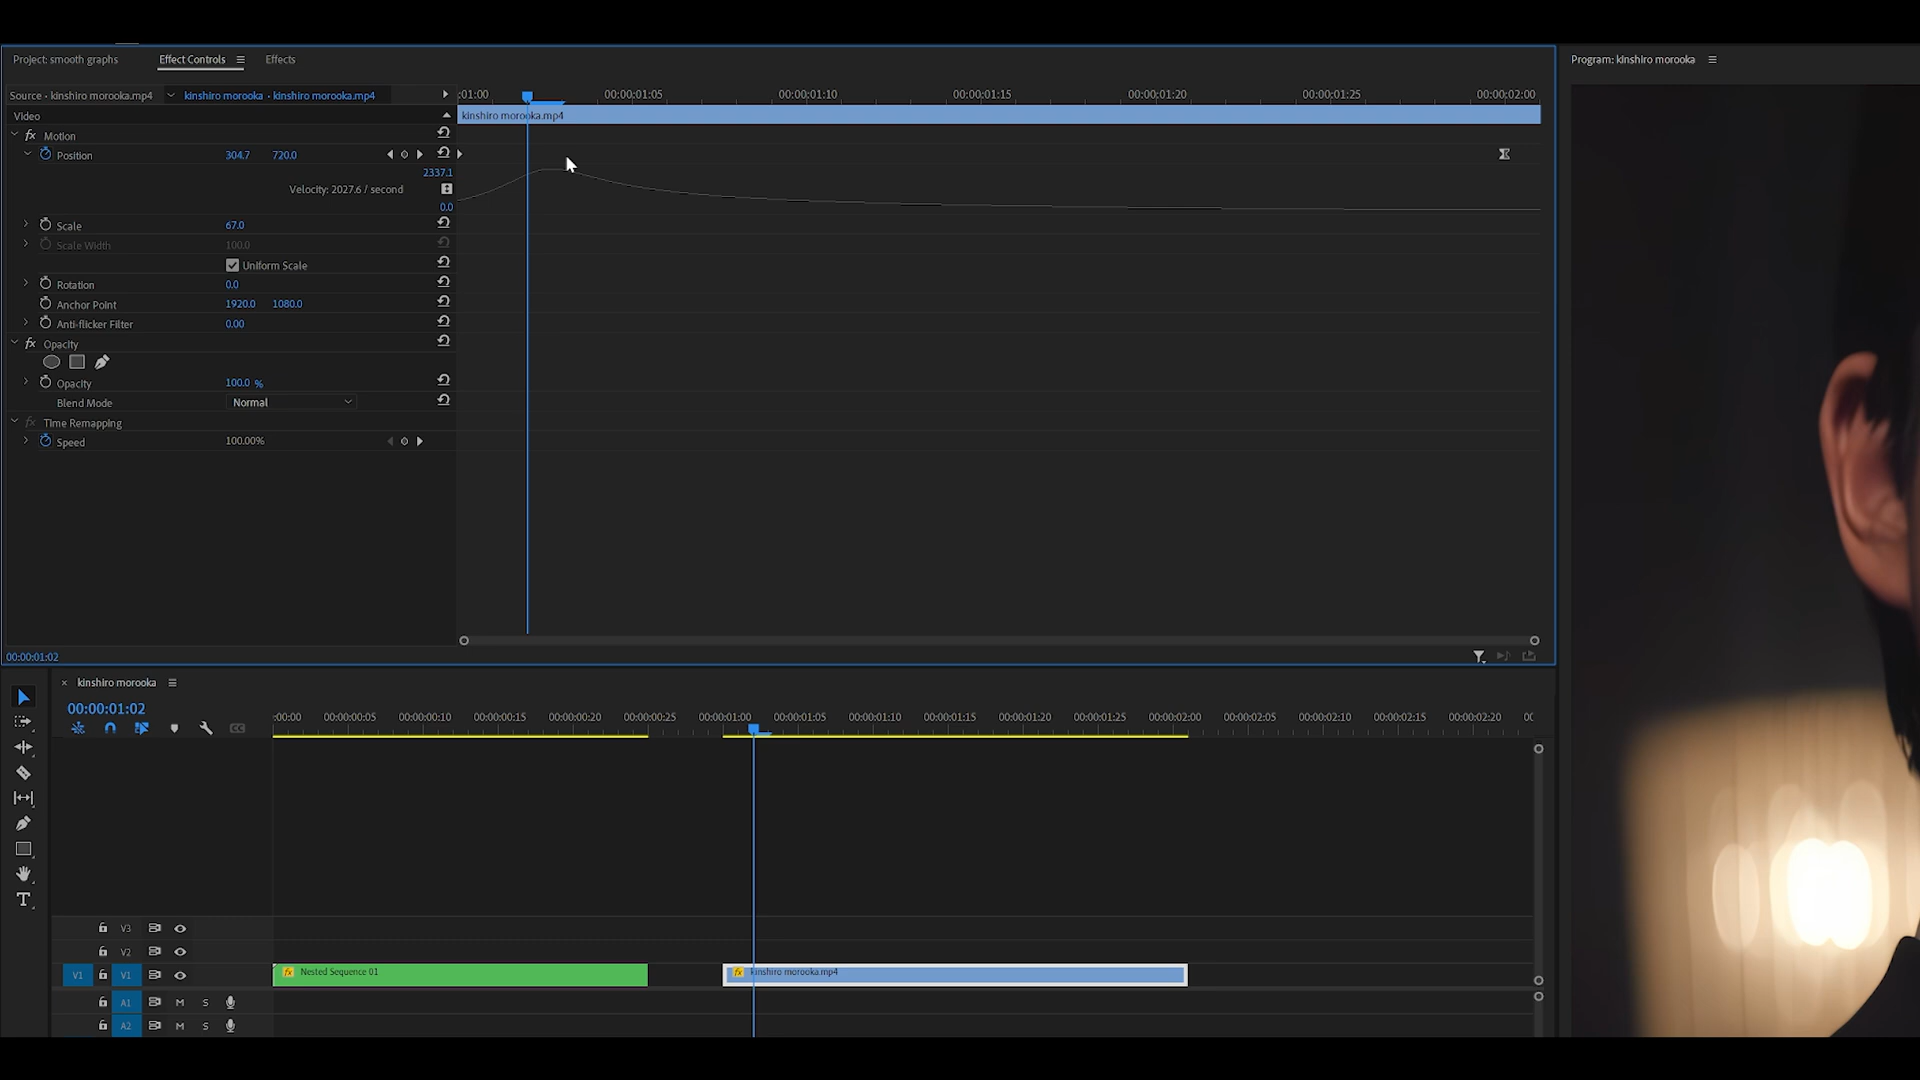 Project: smooth graphs
Effect Controls
Effects
Program: kinshiro morooka
Source · kinshiro morooka.mp4
kinshiro morooka · kinshiro morooka.mp4
:01:00
00:00:01:05
00:00:01:10
00:00:01:15
00:00:01:20
00:00:01:25
00:00:02:00
Video
kinshiro morooka.mp4
fx Motion
Position 304.7 720.0
2337.1
Velocity: 2027.6 / second
0.0
Scale 67.0
Scale Width 100.0
Uniform Scale
Rotation 0.0
Anchor Point 1920.0 1080.0
Anti-flicker Filter 0.00
fx Opacity
Opacity 100.0 %
Blend Mode Normal
fx Time Remapping
Speed 100.00%
00:00:01:02
kinshiro morooka
00:00:01:02
:00:00
00:00:00:05
00:00:00:10
00:00:00:15
00:00:00:20
00:00:00:25
00:00:01:00
00:00:01:05
00:00:01:10
00:00:01:15
00:00:01:20
00:00:01:25
00:00:02:00
00:00:02:05
00:00:02:10
00:00:02:15
00:00:02:20
CC
T
V3
V2
V1 V1
fx Nested Sequence 01
fx kinshiro morooka.mp4
A1 M S
A2 M S